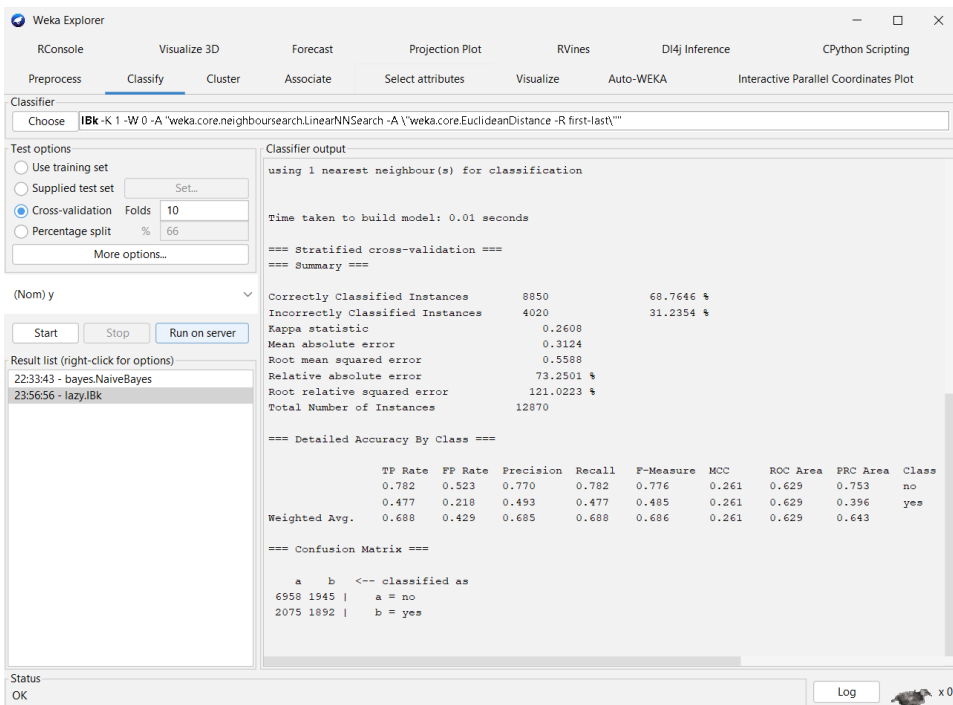 Weka Explorer
RConsole Visualize 3D Forecast Projection Plot RVines Dl4j Inference CPython Scripting
Preprocess Classify Cluster Associate Select attributes Visualize Auto-WEKA Interactive Parallel Coordinates Plot
Classifier
Choose IBk -K 1 -W 0 -A "weka.core.neighboursearch.LinearNNSearch -A \"weka.core.EuclideanDistance -R first-last\""
Test options
Use training set
Supplied test set Set...
Cross-validation Folds 10
Percentage split % 66
More options...
(Nom) y
Start Stop Run on server
Result list (right-click for options)
22:33:43 - bayes.NaiveBayes
23:56:56 - lazy.IBk
Classifier output
using 1 nearest neighbour(s) for classification
Time taken to build model: 0.01 seconds
=== Stratified cross-validation ===
=== Summary ===
Correctly Classified Instances 8850 68.7646 %
Incorrectly Classified Instances 4020 31.2354 %
Kappa statistic 0.2608
Mean absolute error 0.3124
Root mean squared error 0.5588
Relative absolute error 73.2501 %
Root relative squared error 121.0223 %
Total Number of Instances 12870
=== Detailed Accuracy By Class ===
TP Rate FP Rate Precision Recall F-Measure MCC ROC Area PRC Area Class
0.782 0.523 0.770 0.782 0.776 0.261 0.629 0.753 no
0.477 0.218 0.493 0.477 0.485 0.261 0.629 0.396 yes
Weighted Avg. 0.688 0.429 0.685 0.688 0.686 0.261 0.629 0.643
=== Confusion Matrix ===
a b <-- classified as
6958 1945 | a = no
2075 1892 | b = yes
Status
OK
Log x 0